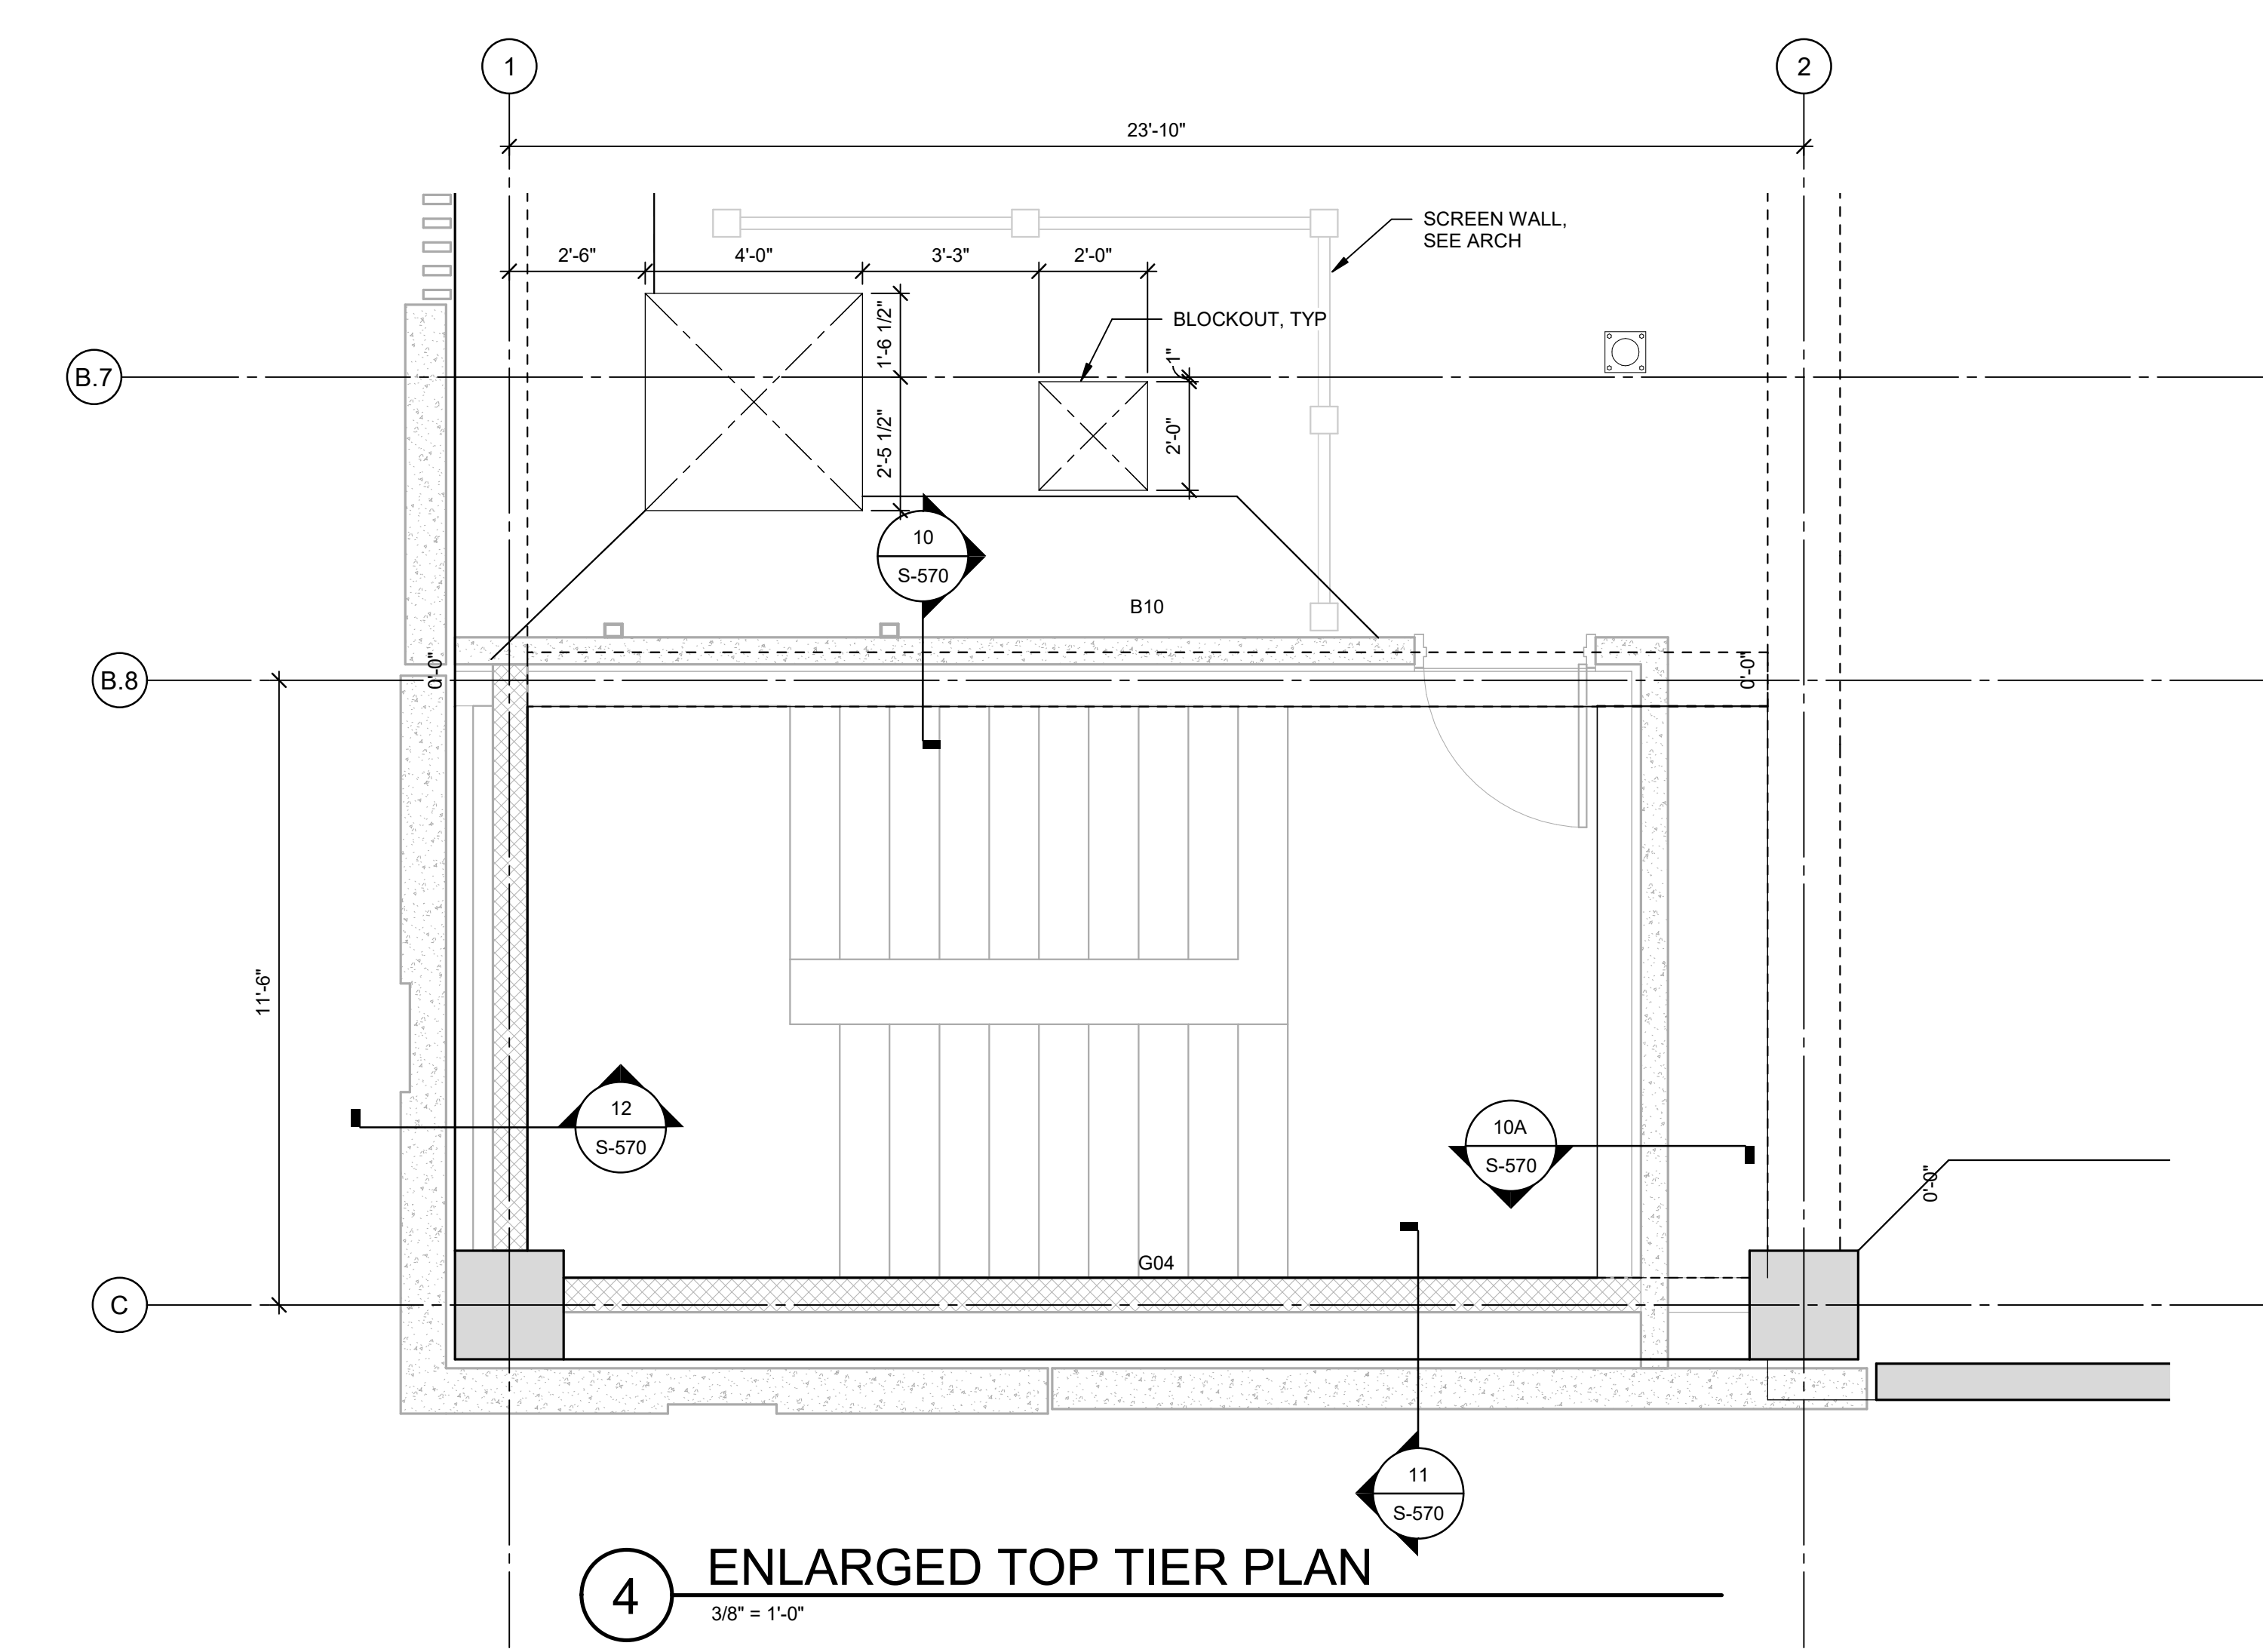 1
2
23'-10"
SCREEN WALL,
SEE ARCH
2'-6"
4'-0"
3'-3"
2'-0"
1'-6 1/2"
BLOCKOUT, TYP
1"
B.7
2'-5 1/2"
2'-0"
10
S-570
B10
0'-0"
0'-0"
B.8
11'-6"
12
S-570
10A
S-570
0'-0"
G04
C
11
S-570
4
ENLARGED TOP TIER PLAN
3/8" = 1'-0"